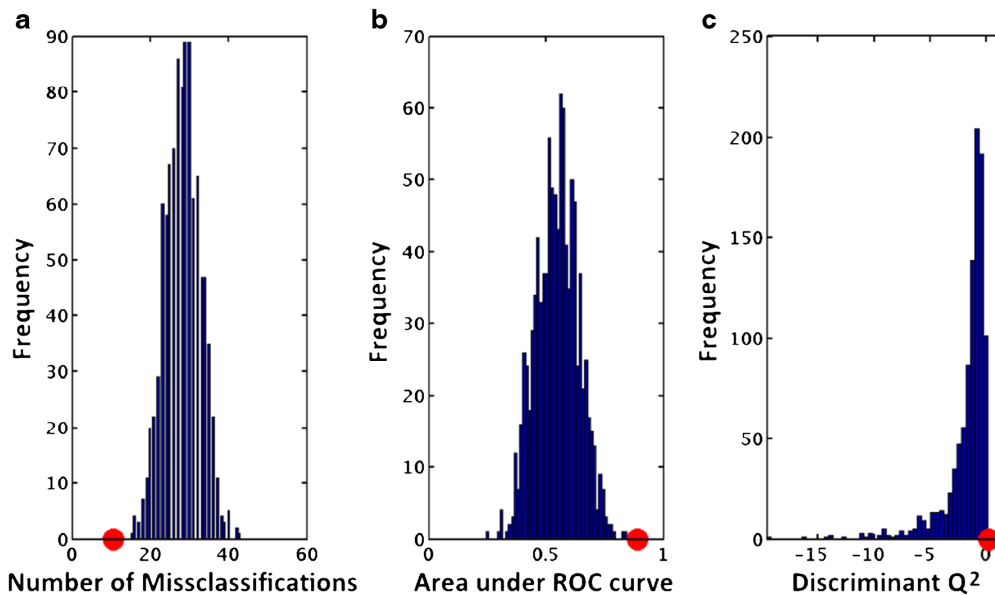 a
90
80
70
60
50
40
30
20
10
0
0 20 40 60
Frequency
Number of Missclassifications
b
70
60
50
40
30
20
10
0
0 0.5 1
Frequency
Area under ROC curve
c
250
200
150
100
50
0
-15 -10 -5 0
Frequency
Discriminant Q²